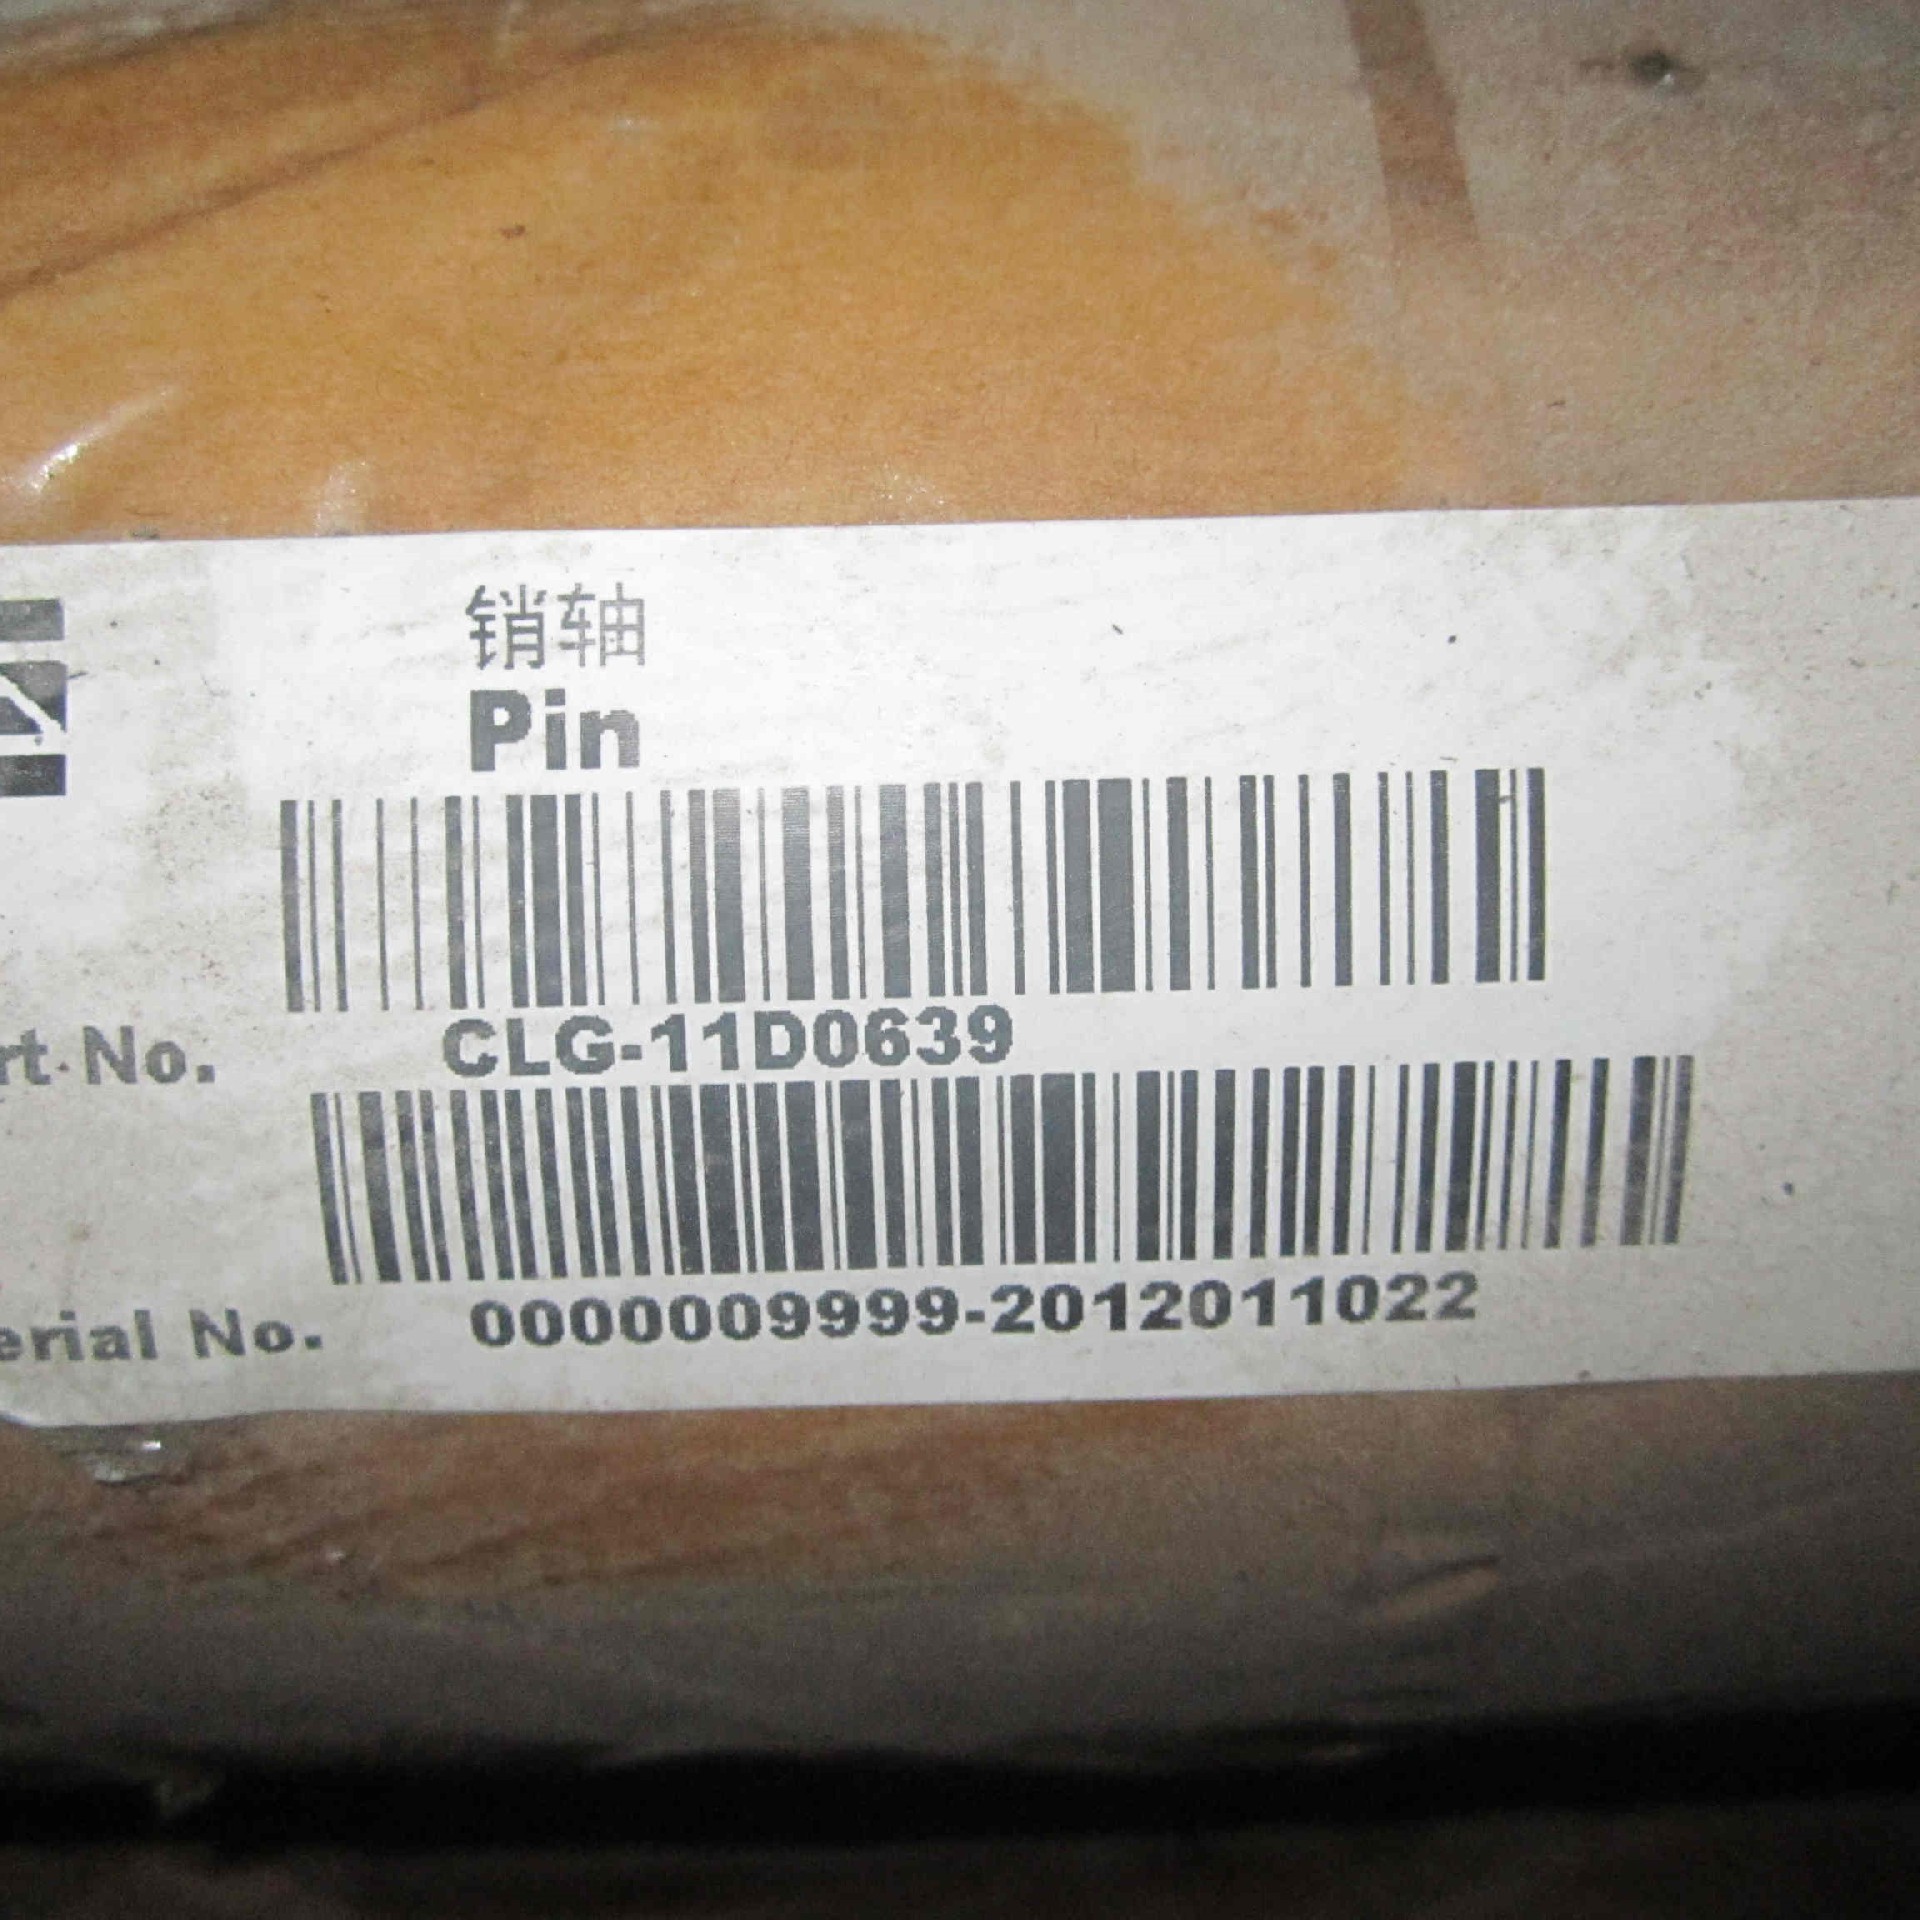 销轴
Pin
rt No. CLG-11D0639
erial No. 0000009999-2012011022